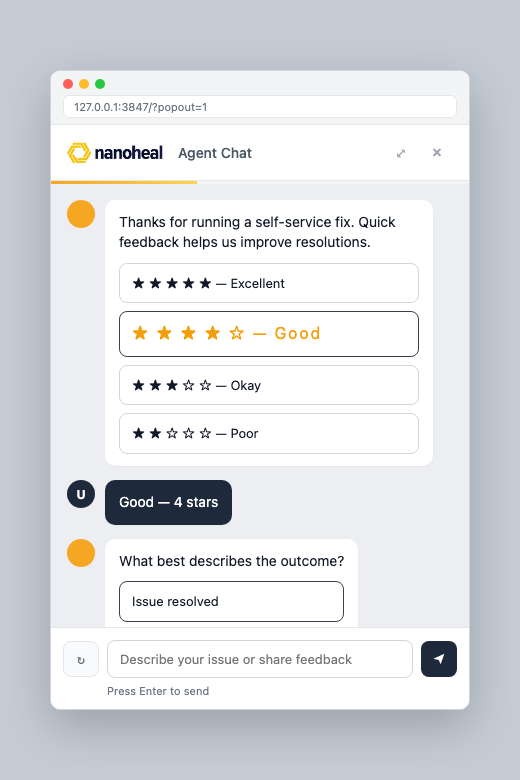 127.0.0.1:3847/?popout=1
nanoheal Agent Chat
Thanks for running a self-service fix. Quick
feedback helps us improve resolutions.
★★★★★ — Excellent
★★★★☆ — Good
★★★☆☆ — Okay
★★☆☆☆ — Poor
U
Good — 4 stars
What best describes the outcome?
Issue resolved
Describe your issue or share feedback
Press Enter to send